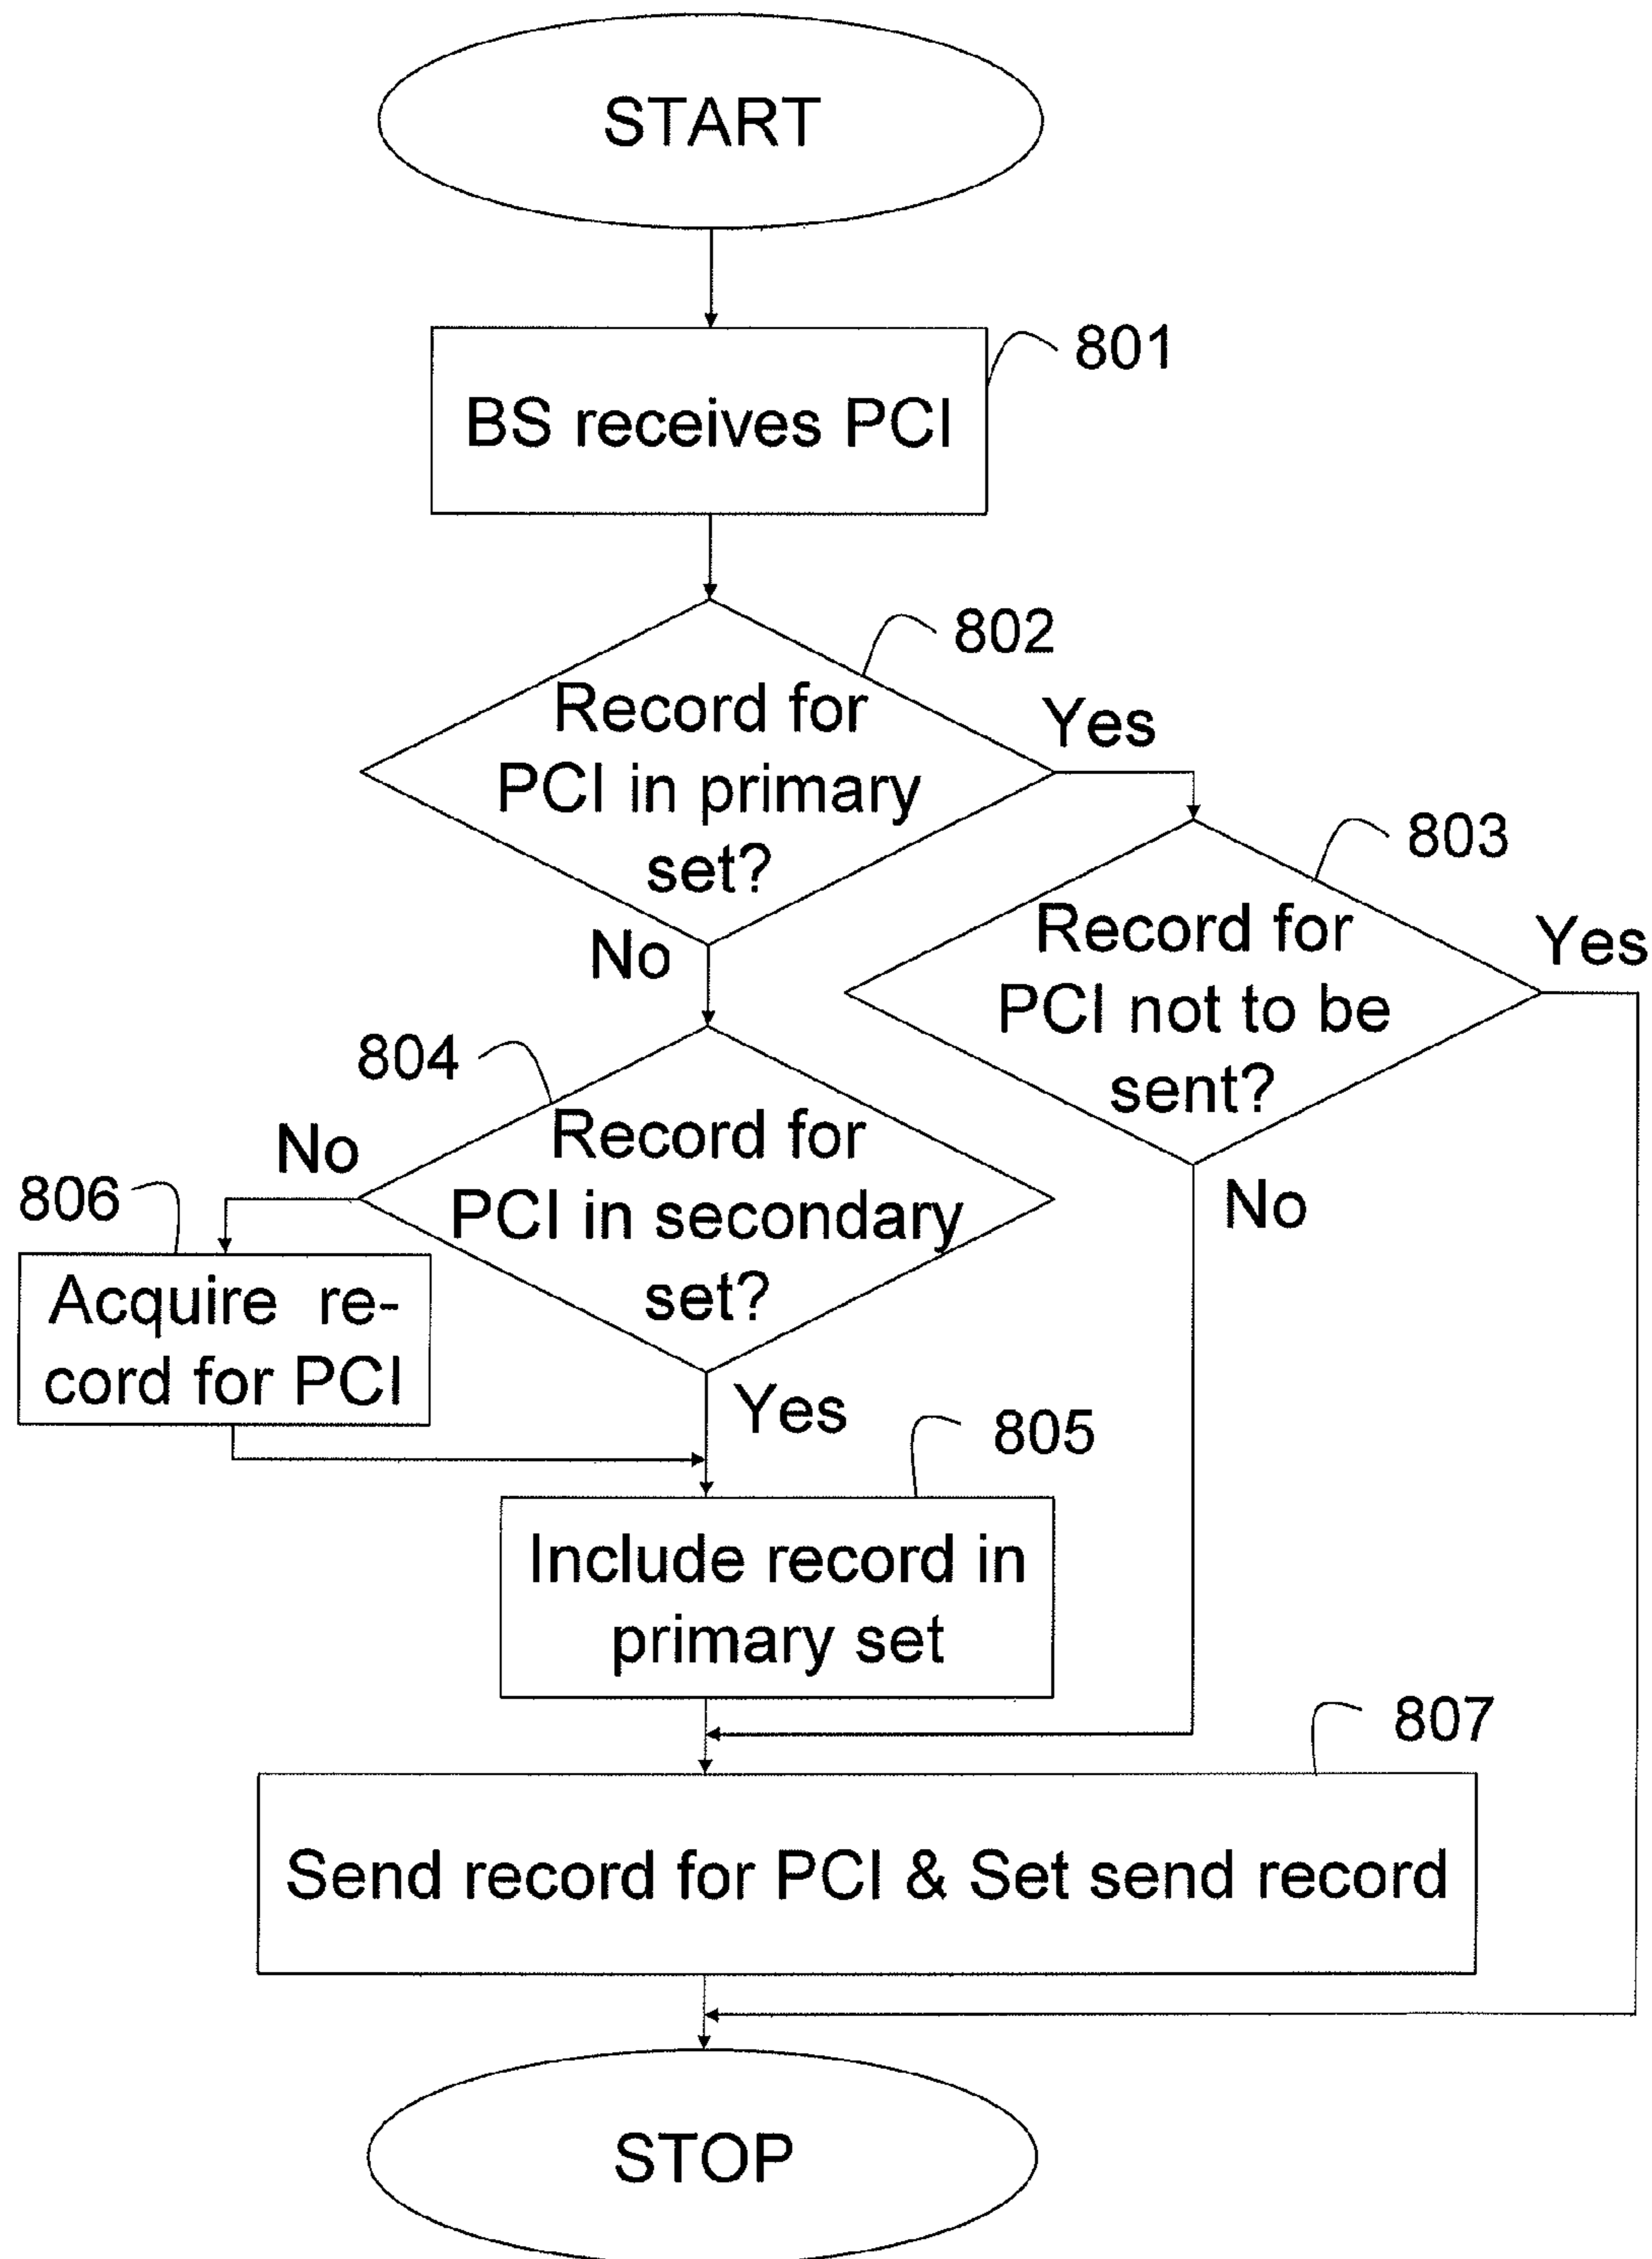 START
801
BS receives PCI
802
Record for
PCI in primary
set?
Yes
No
803
Record for
PCI not to be
sent?
Yes
No
804
Record for
PCI in secondary
set?
No
Yes
806
Acquire re-
cord for PCI
805
Include record in
primary set
807
Send record for PCI & Set send record
STOP